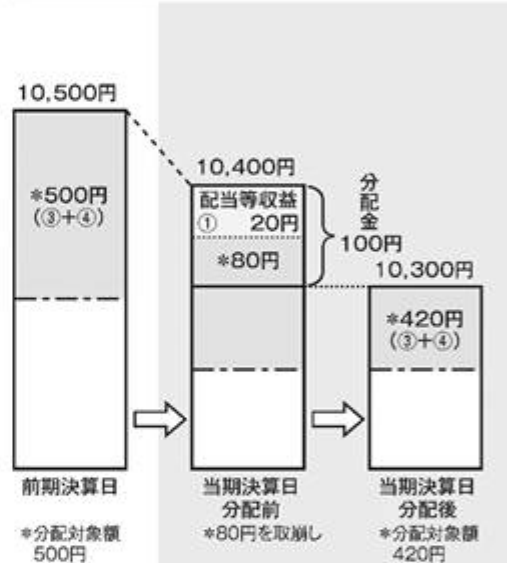 10,500円
*500円
(③+④)
前期決算日
*分配対象額
500円
10,400円
配当等収益
① 20円
*80円
分配金
100円
当期決算日
分配前
*80円を取崩し
10,300円
*420円
(③+④)
当期決算日
分配後
*分配対象額
420円